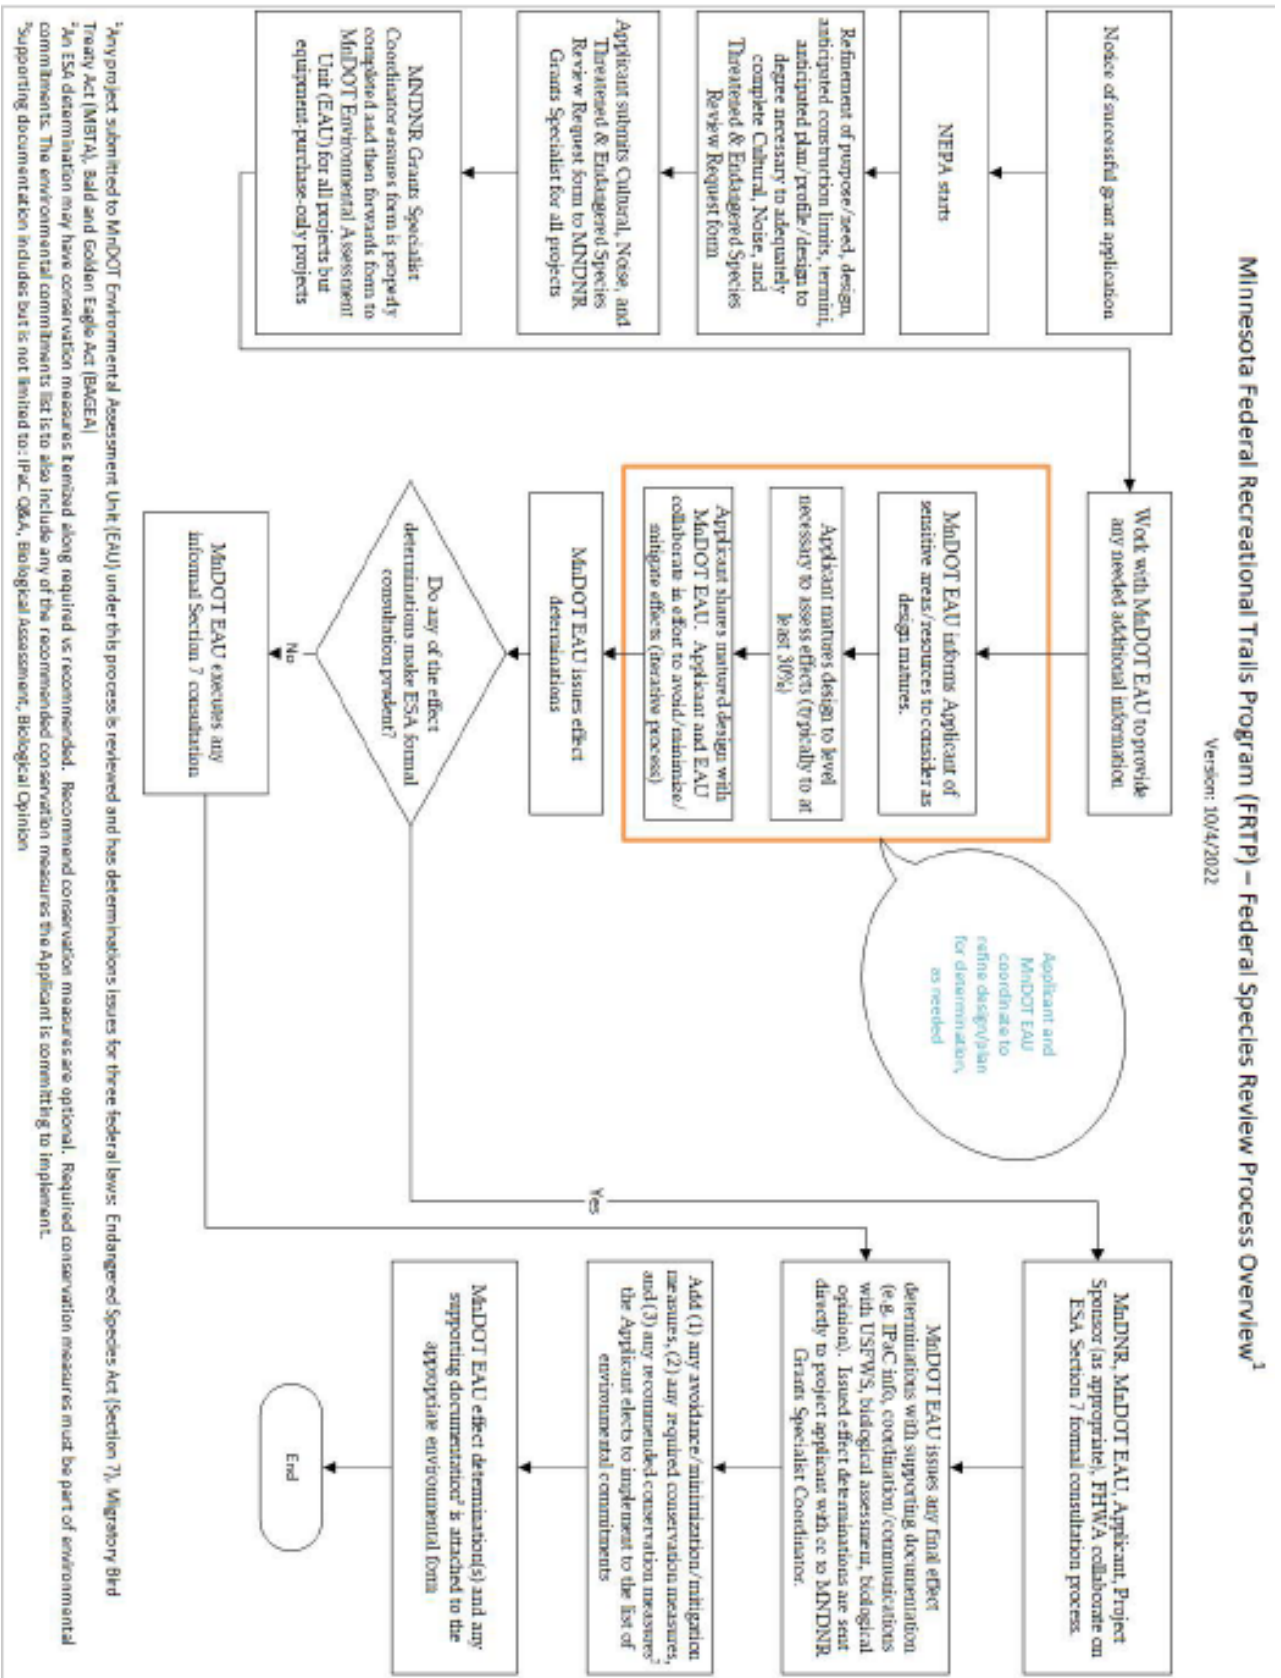 Minnesota Federal Recreational Trails Program (FRTP) – Federal Species Review Process Overview¹
Version: 10/4/2022
Notice of successful grant application
NEPA starts
Refinement of purpose/need, design,
anticipated construction limits, termini,
anticipated plan/profile/design to
degree necessary to adequately
complete Cultural, Noise, and
Threatened & Endangered Species
Review Request form
Applicant submits Cultural, Noise, and
Threatened & Endangered Species
Review Request form to MNDNR
Grants Specialist for all projects
MNDNR Grants Specialist
Coordinator ensures form is properly
completed and then forwards form to
MnDOT Environmental Assessment
Unit (EAU) for all projects but
equipment-purchase-only projects
Work with MnDOT EAU to provide
any needed additional information
MnDOT EAU informs Applicant of
sensitive areas/resources to consider as
design matures.
Applicant matures design to level
necessary to assess effects (typically to at
least 30%)
Applicant shares matured design with
MnDOT EAU. Applicant and EAU
collaborate in effort to avoid/minimize/
mitigate effects (iterative process)
MnDOT EAU issues effect
determinations
Do any of the effect
determinations make ESA formal
consultation prudent?
No
MnDOT EAU executes any
informal Section 7 consultation
Applicant and
MnDOT EAU
coordinate to
refine design/plan
for determination,
as needed
Yes
MnDNR, MnDOT EAU, Applicant, Project
Sponsor (as appropriate), FHWA collaborate on
ESA Section 7 formal consultation process.
MnDOT EAU issues any final effect
determinations with supporting documentation
(e.g. IPaC info, coordination/communications
with USFWS, biological assessment, biological
opinion). Issued effect determinations are sent
directly to project applicant with cc to MNDNR
Grants Specialist Coordinator.
Add (1) any avoidance/minimization/mitigation
measures, (2) any required conservation measures,
and (3) any recommended conservation measures²
the Applicant elects to implement to the list of
environmental commitments
MnDOT EAU effect determination(s) and any
supporting documentation³ is attached to the
appropriate environmental form
End
¹Any project submitted to MnDOT Environmental Assessment Unit (EAU) under this process is reviewed and has determinations issues for three federal laws: Endangered Species Act (Section 7), Migratory Bird
Treaty Act (MBTA), Bald and Golden Eagle Act (BAGEA)
²An ESA determination may have conservation measures itemized along required vs recommended. Recommend conservation measures are optional. Required conservation measures must be part of environmental
commitments. The environmental commitments list is to also include any of the recommended conservation measures the Applicant is committing to implement.
³Supporting documentation includes but is not limited to: IPaC Q&A, Biological Assessment, Biological Opinion